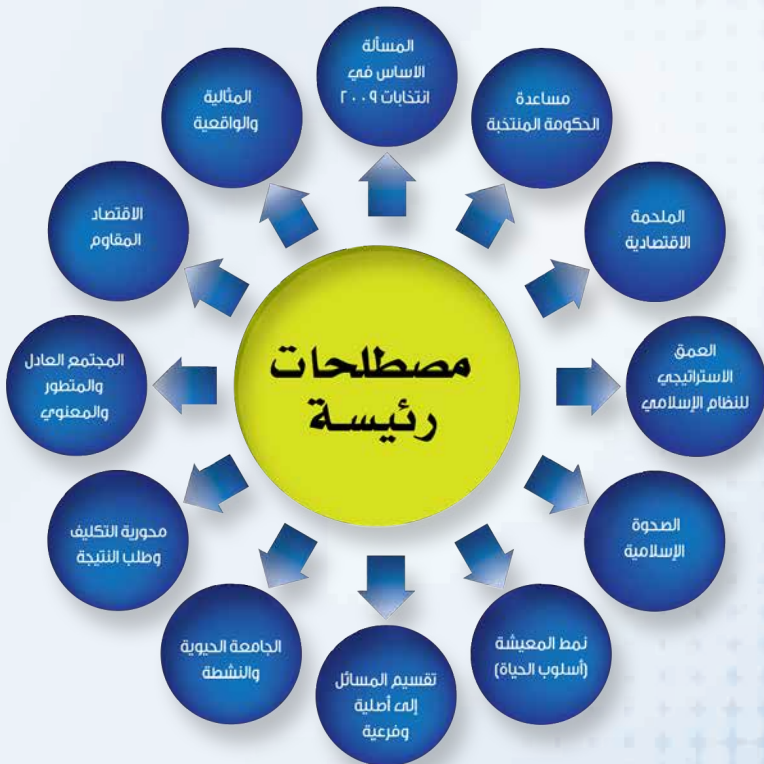 مصطلحات
رئيسة
المسألة
الاساس في
انتخابات ٢٠٠٩
مساعدة
الحكومة المنتخبة
الملحمة
الاقتصادية
العمق
الاستراتيجي
للنظام الإسلامي
الصحوة
الإسلامية
نمط المعيشة
(أسلوب الحياة)
تقسيم المسائل
إلى أصلية
وفرعية
الجامعة الحيوية
والنشطة
محورية التكليف
وطلب النتيجة
المجتمع العادل
والمتطور
والمعنوي
الاقتصاد
المقاوم
المثالية
والواقعية